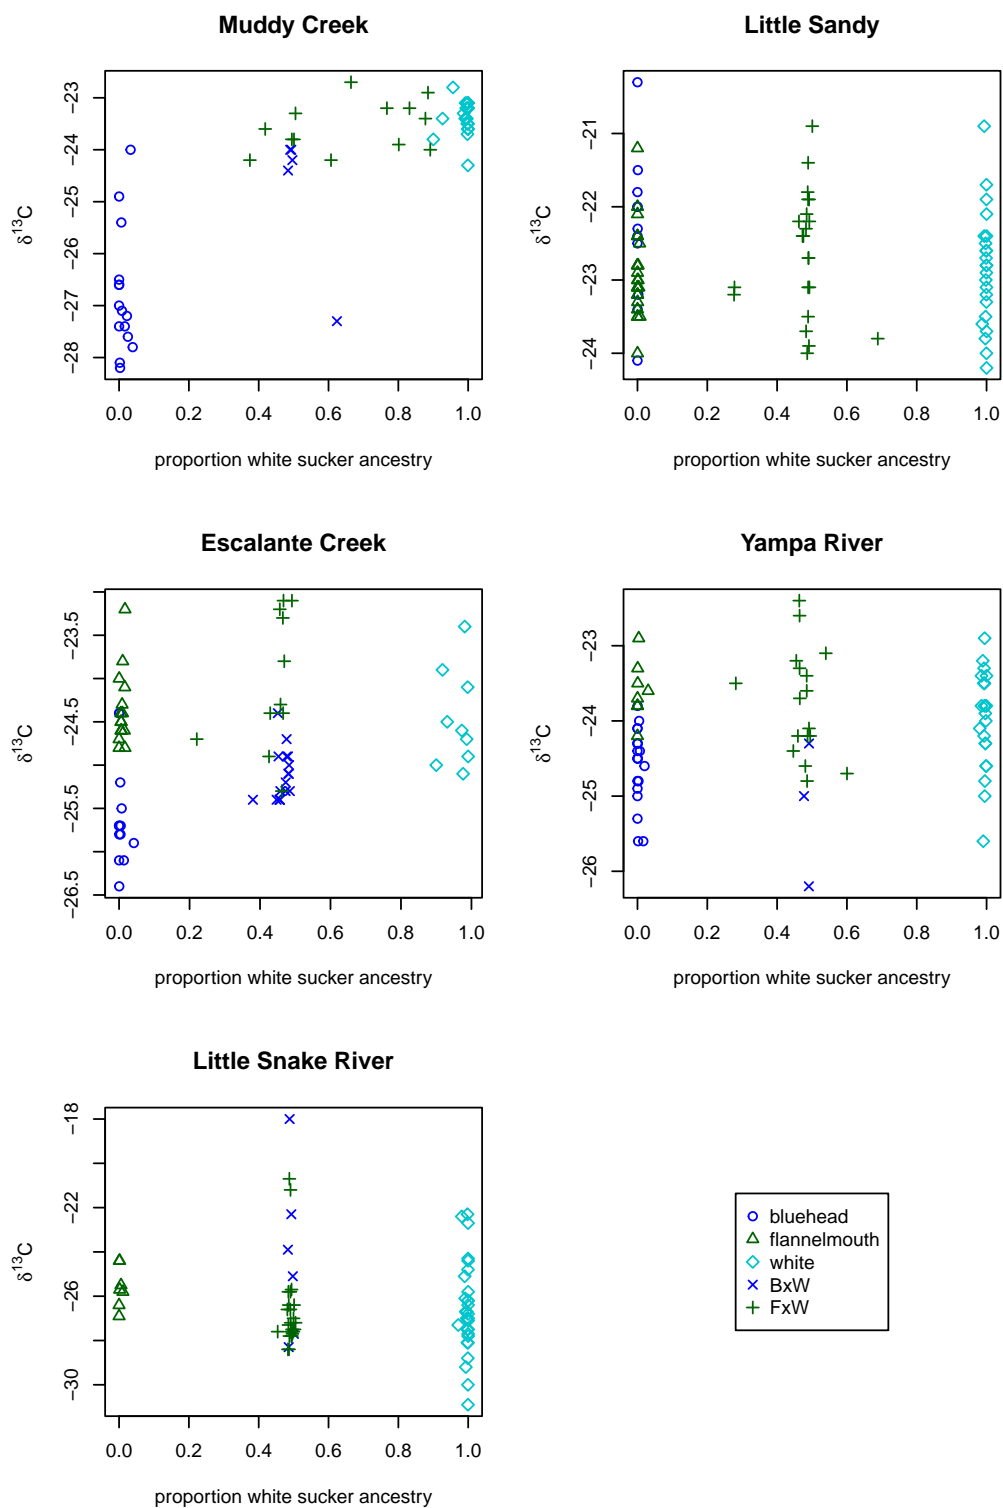 Muddy Creek
−23
−24
−25
−26
−27
−28
δ13C
0.0 0.2 0.4 0.6 0.8 1.0
proportion white sucker ancestry
Little Sandy
−21
−22
−23
−24
δ13C
0.0 0.2 0.4 0.6 0.8 1.0
proportion white sucker ancestry
Escalante Creek
−23.5
−24.5
−25.5
−26.5
δ13C
0.0 0.2 0.4 0.6 0.8 1.0
proportion white sucker ancestry
Yampa River
−23
−24
−25
−26
δ13C
0.0 0.2 0.4 0.6 0.8 1.0
proportion white sucker ancestry
Little Snake River
−18
−22
−26
−30
δ13C
0.0 0.2 0.4 0.6 0.8 1.0
proportion white sucker ancestry
bluehead
flannelmouth
white
BxW
FxW